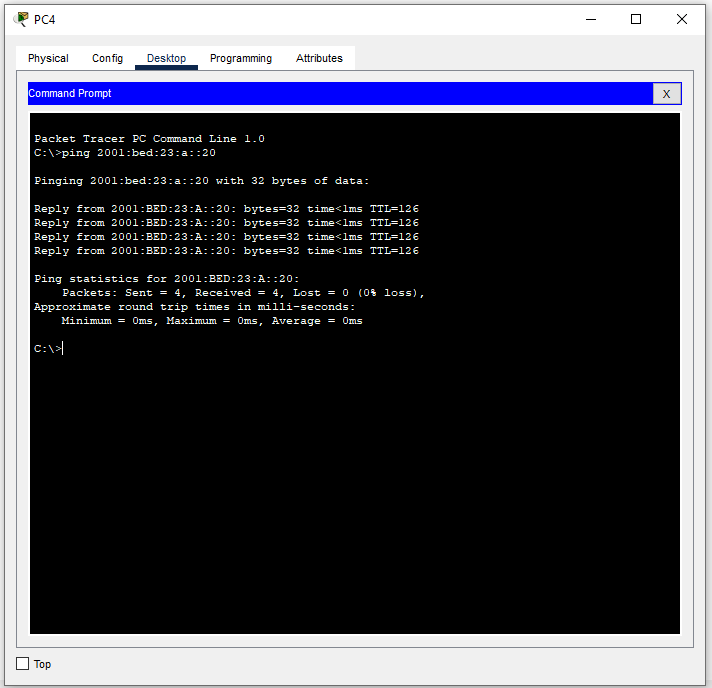 PC4
Physical Config Desktop Programming Attributes
Command Prompt X
Packet Tracer PC Command Line 1.0
C:\>ping 2001:bed:23:a::20
Pinging 2001:bed:23:a::20 with 32 bytes of data:
Reply from 2001:BED:23:A::20: bytes=32 time<1ms TTL=126
Reply from 2001:BED:23:A::20: bytes=32 time<1ms TTL=126
Reply from 2001:BED:23:A::20: bytes=32 time<1ms TTL=126
Reply from 2001:BED:23:A::20: bytes=32 time<1ms TTL=126
Ping statistics for 2001:BED:23:A::20:
Packets: Sent = 4, Received = 4, Lost = 0 (0% loss),
Approximate round trip times in milli-seconds:
Minimum = 0ms, Maximum = 0ms, Average = 0ms
C:\>
Top